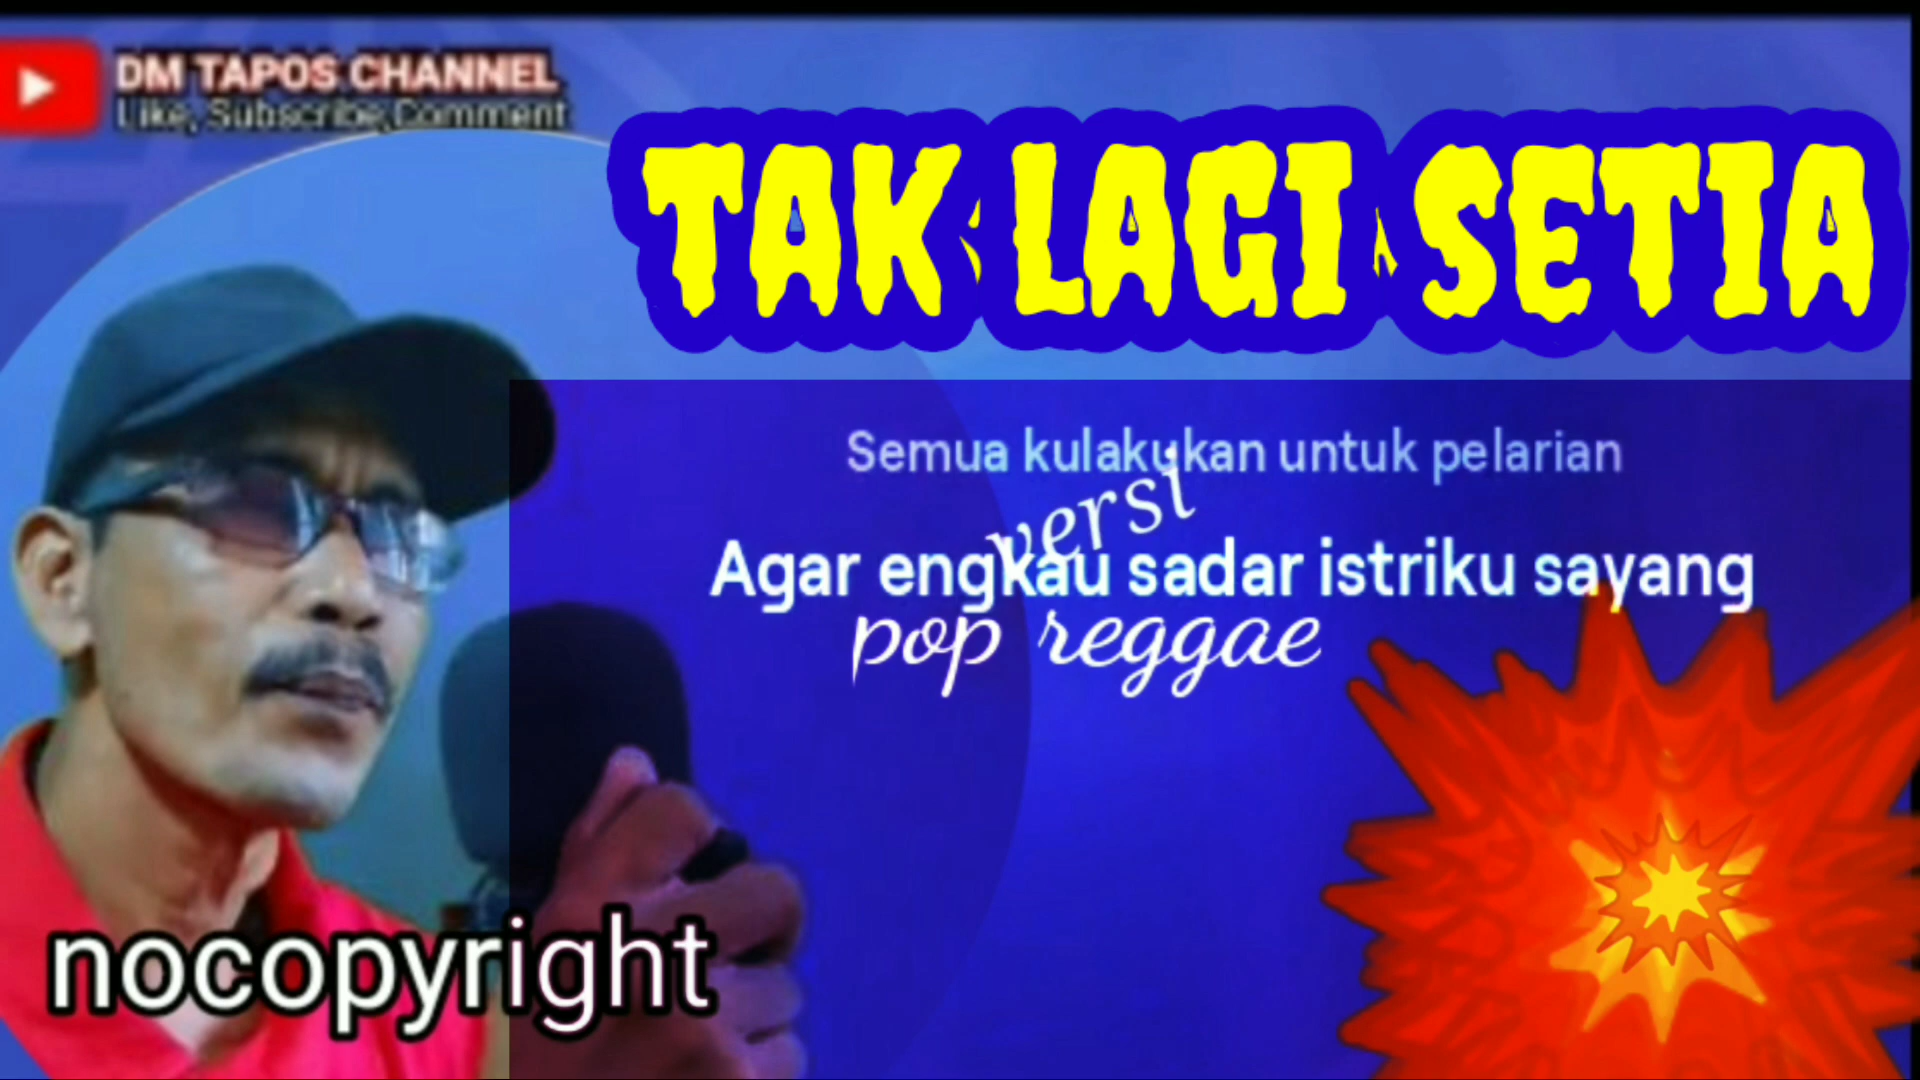 DM TAPOS CHANNEL
Like, Subscribe,Comment
TAK LAGI SETIA
Semua kulakukan untuk pelarian
versi
Agar engkau sadar istriku sayang
pop reggae
nocopyright